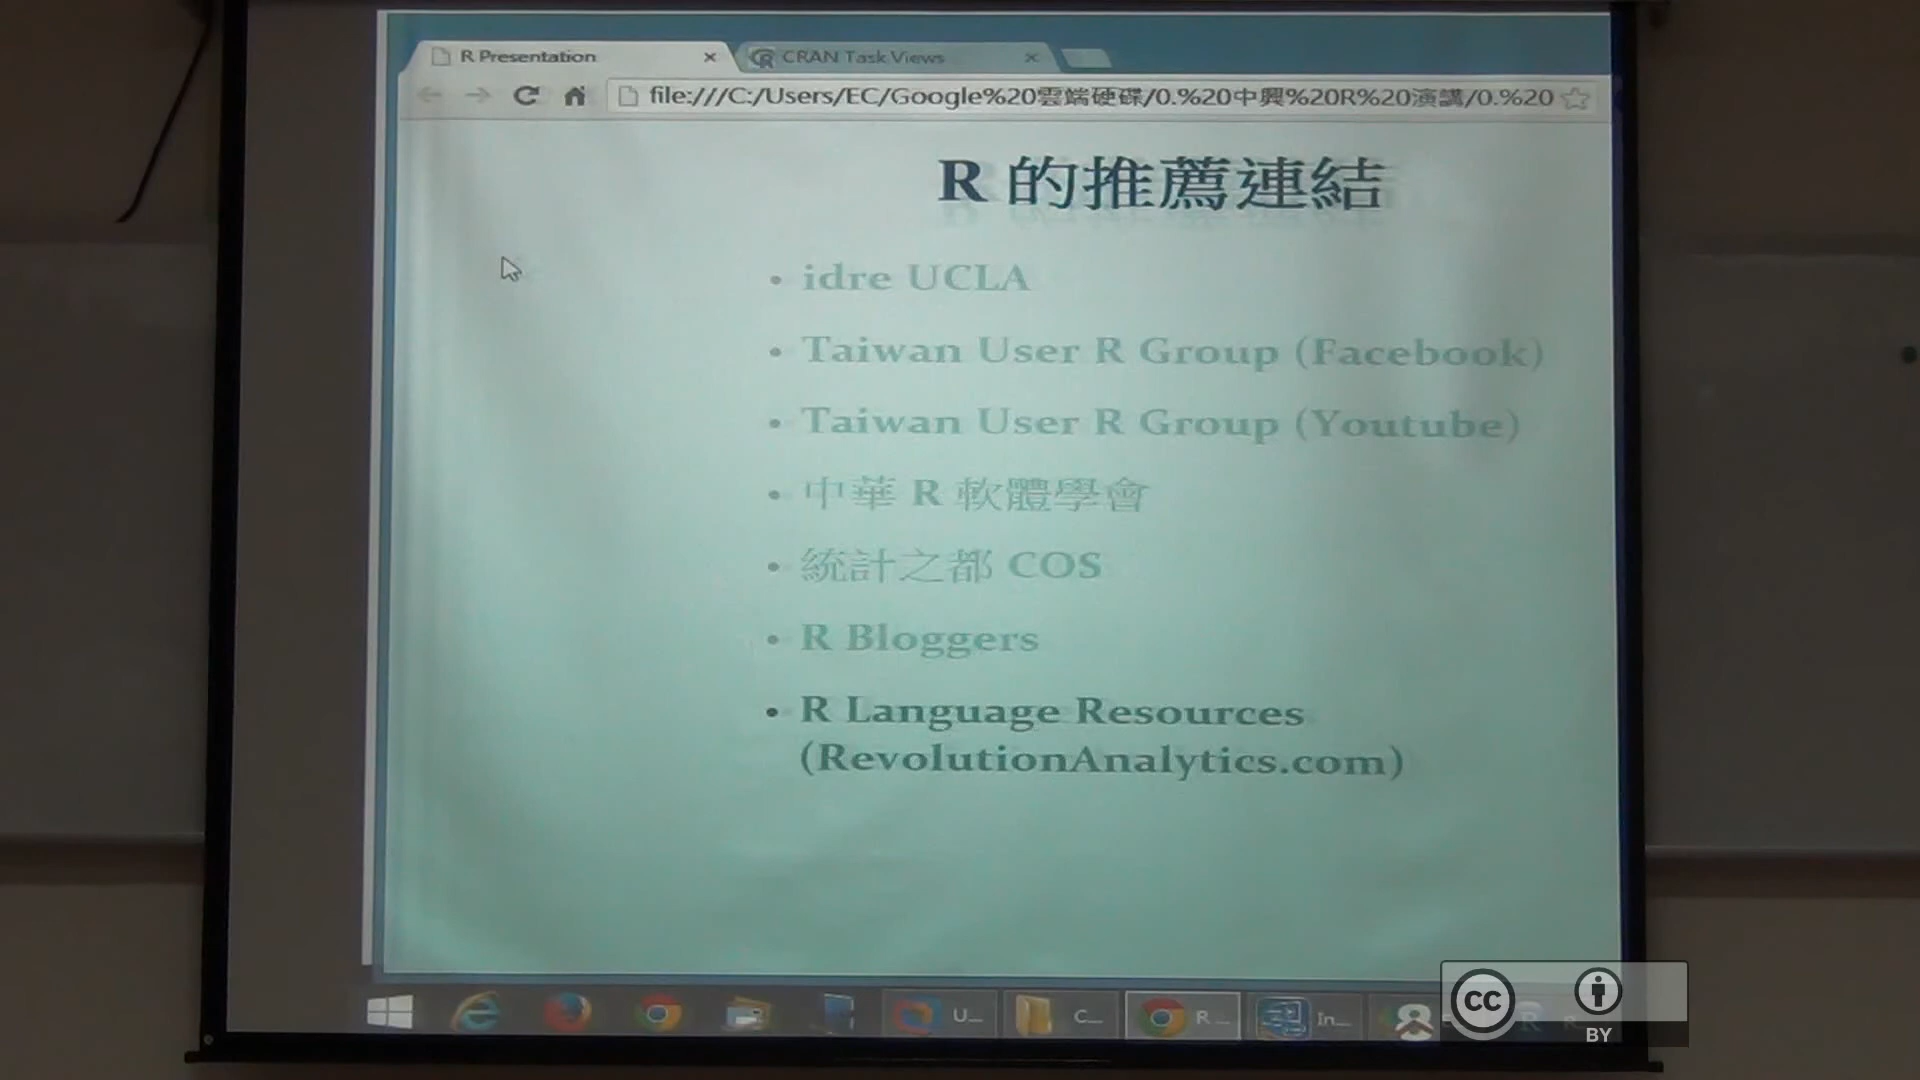 R Presentation
CRAN Task Views
file:///C:/Users/EC/Google%20雲端硬碟/0.%20中興%20R%20演講/0.%20
R 的推薦連結
• idre UCLA
• Taiwan User R Group (Facebook)
• Taiwan User R Group (Youtube)
• 中華 R 軟體學會
• 統計之都 COS
• R Bloggers
• R Language Resources
(RevolutionAnalytics.com)
U...
C...
R...
In...
cc
BY